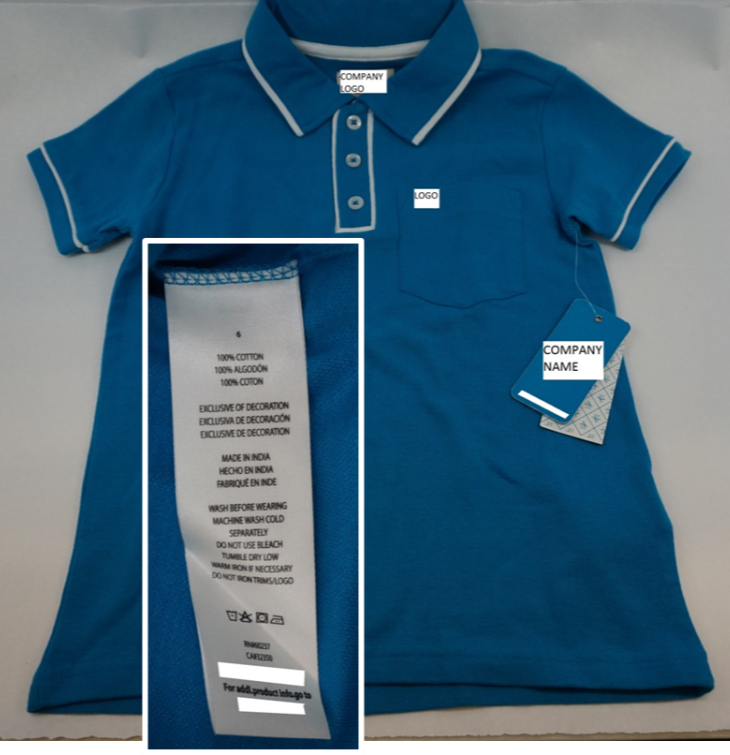 COMPANY
LOGO
LOGO
COMPANY
NAME
6
100% COTTON
100% ALGODÓN
100% COTON
EXCLUSIVE OF DECORATION
EXCLUSIVA DE DECORACIÓN
EXCLUSIVE DE DECORATION
MADE IN INDIA
HECHO EN INDIA
FABRIQUÉ EN INDE
WASH BEFORE WEARING
MACHINE WASH COLD
SEPARATELY
DO NOT USE BLEACH
TUMBLE DRY LOW
WARM IRON IF NECESSARY
DO NOT IRON TRIMS/LOGO
For addl.product info.go to